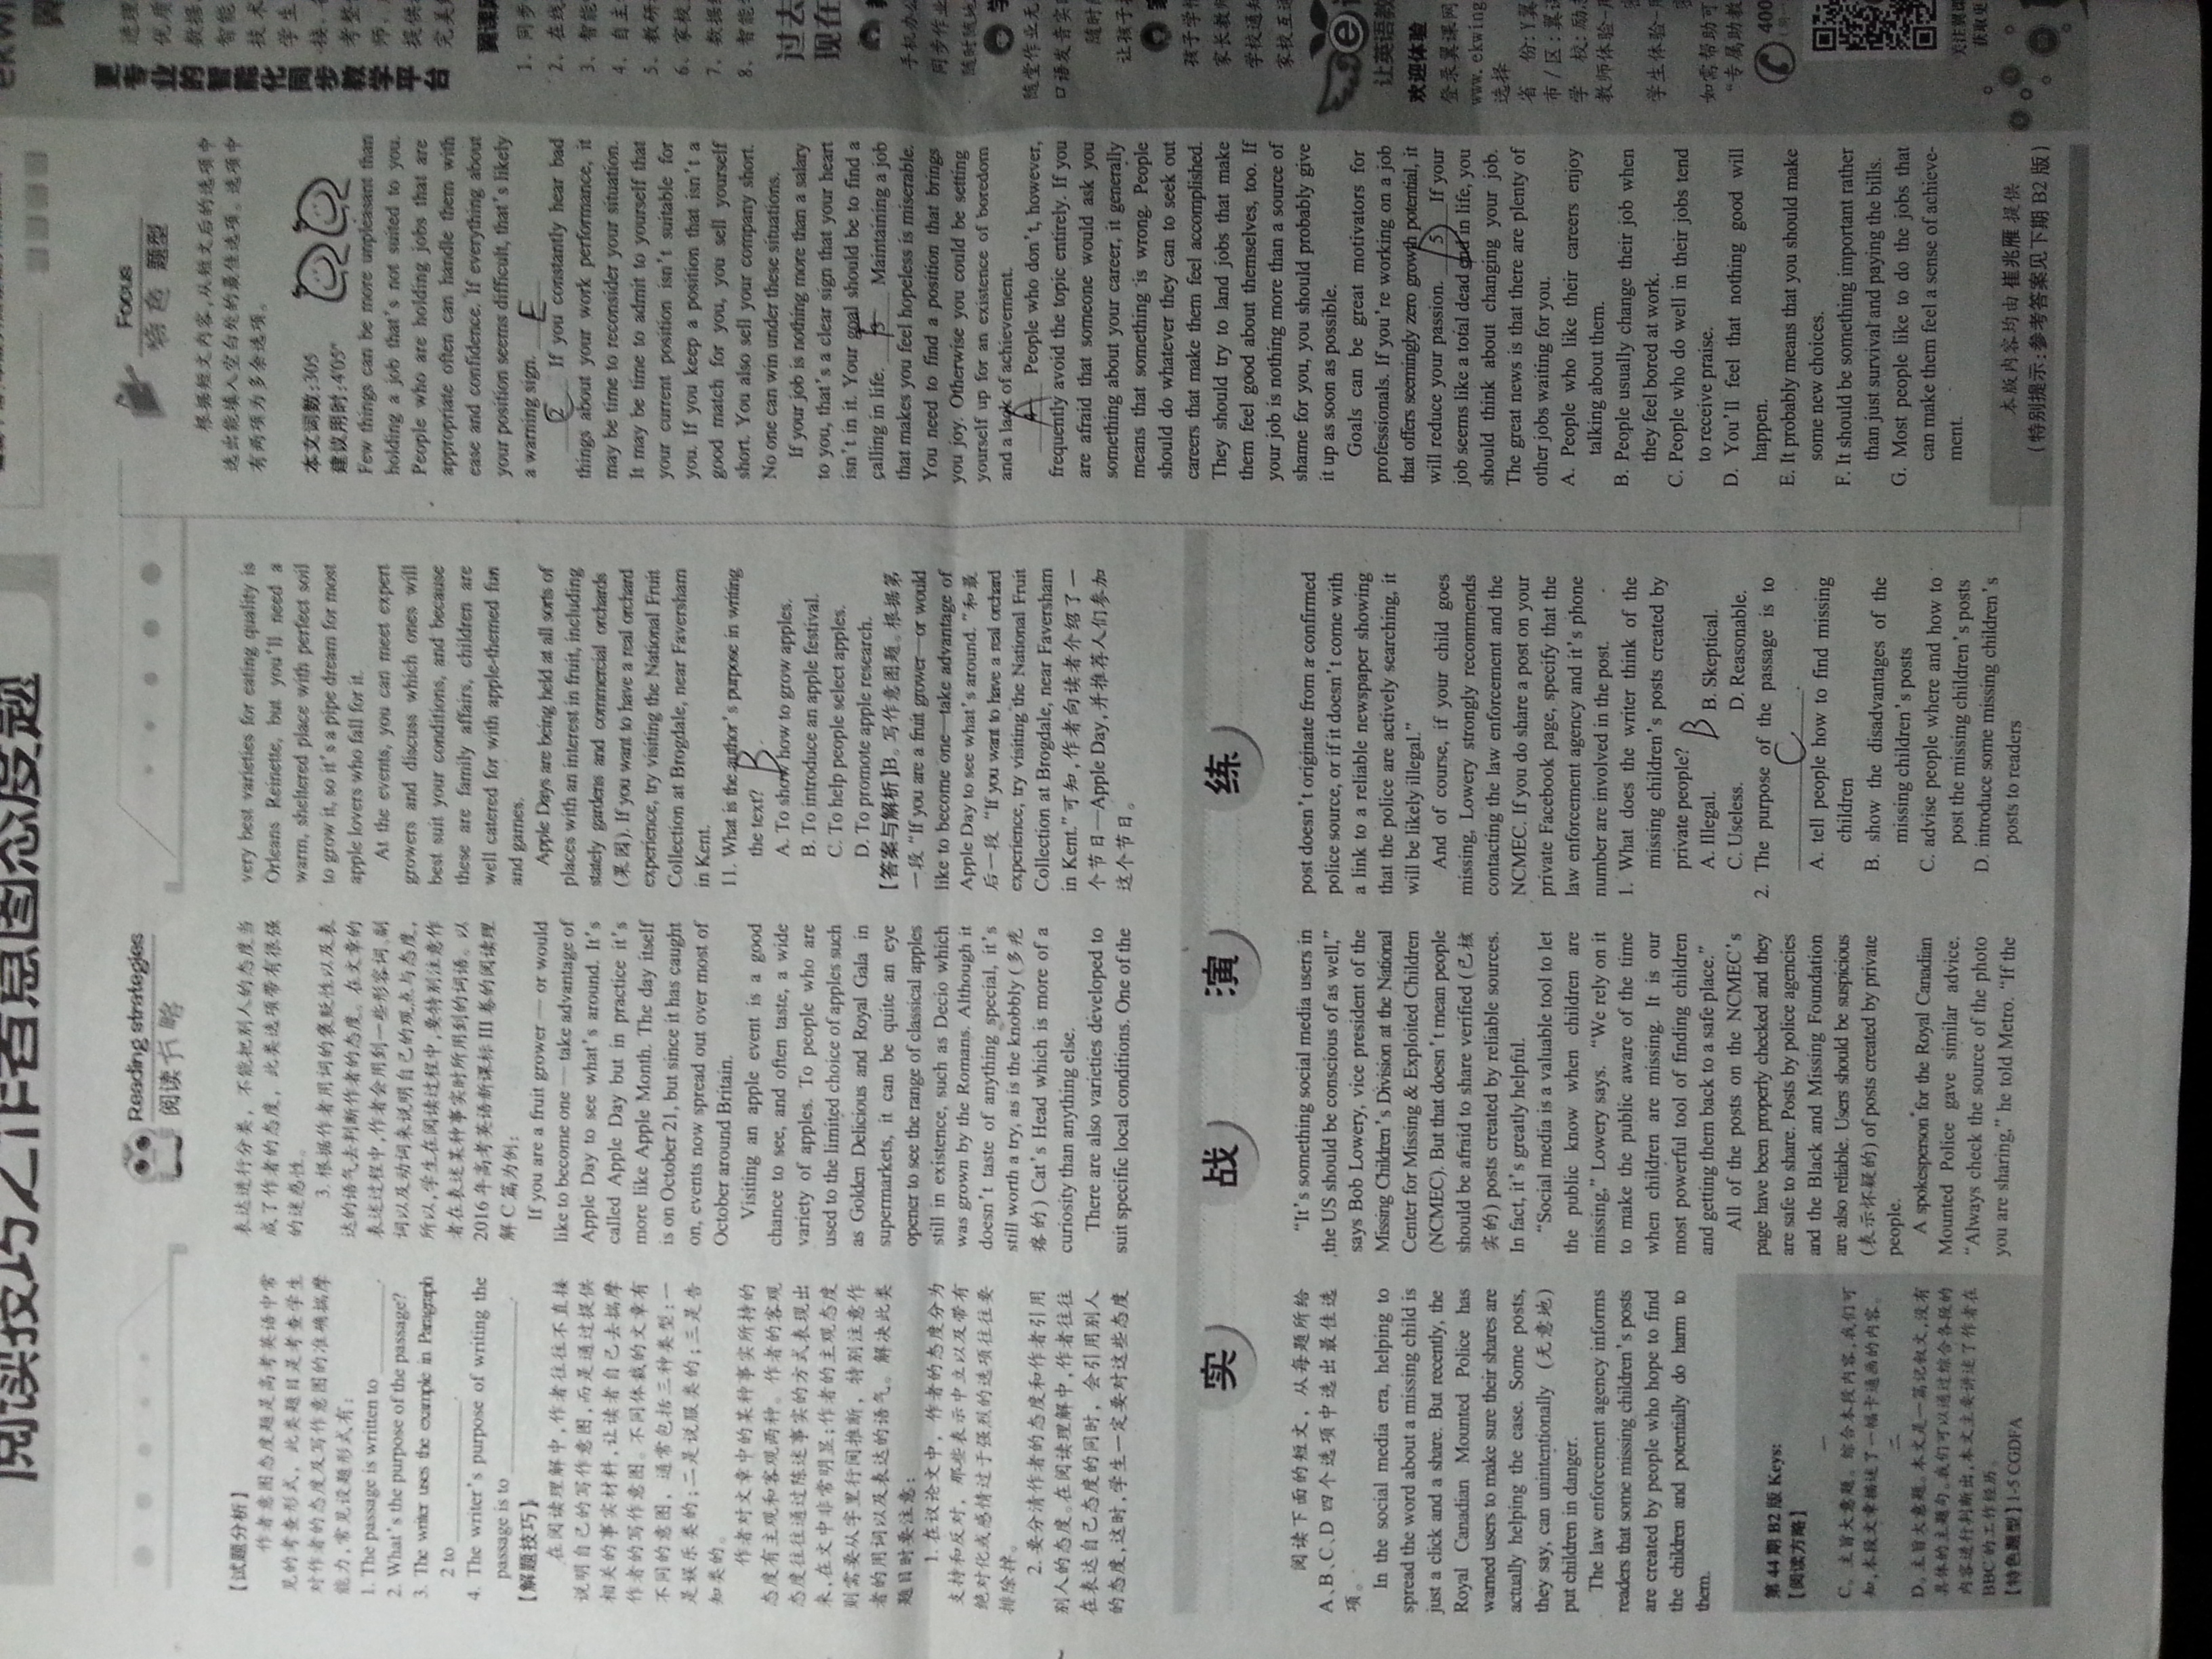 阅读技巧之作者意图态度题
Reading strategies
阅读方略
【试题分析】
作者意图态度题是高考英语中常
见的考查形式，此类题目是考查学生
对作者的态度及写作意图的准确揣摩
能力,常见设题形式有:
1. The passage is written to ________.
2. What's the purpose of the passage?
3. The writer uses the example in Paragraph
2 to ________.
4. The writer's purpose of writing the
passage is to ________.
【解题技巧】
在阅读理解中,作者往往不直接
说明自己的写作意图,而是通过提供
相关的事实材料,让读者自己去揣摩
作者的写作意图。不同体裁的文章有
不同的意图，通常包括三种类型:一
是娱乐类的;二是说服类的;三是告
知类的。
作者对文章中的某种事实所持的
态度有主观和客观两种。作者的客观
态度往往通过陈述事实的方式表现出
来,在文中非常明显;作者的主观态度
则需要从字里行间推断，特别注意作
者的用词以及表达的语气。解决此类
题目时要注意:
1. 在议论文中，作者的态度分为
支持和反对，那些表示中立以及带有
绝对化或感情过于强烈的选项往往要
排除掉。
2. 要分清作者的态度和作者引用
别人的态度。在阅读理解中,作者往往
在表达自己态度的同时，会引用别人
的态度,这时,学生一定要对这些态度
表达进行分类，不能把别人的态度当
成了作者的态度，此类选项带有很强
的迷惑性。
3. 根据作者用词的褒贬性以及表
达的语气去判断作者的态度。在文章的
表述过程中,作者会用到一些形容词、副
词以及动词来说明自己的观点与态度,
所以,学生在阅读过程中,要特别注意作
者在表述某种事实时所用到的词语。以
2016 年高考英语新课标 III 卷的阅读理
解 C 篇为例:
If you are a fruit grower — or would
like to become one — take advantage of
Apple Day to see what's around. It's
called Apple Day but in practice it's
more like Apple Month. The day itself
is on October 21, but since it has caught
on, events now spread out over most of
October around Britain.
Visiting an apple event is a good
chance to see, and often taste, a wide
variety of apples. To people who are
used to the limited choice of apples such
as Golden Delicious and Royal Gala in
supermarkets, it can be quite an eye
opener to see the range of classical apples
still in existence, such as Decio which
was grown by the Romans. Although it
doesn't taste of anything special, it's
still worth a try, as is the knobbly (多疙
瘩的) Cat's Head which is more of a
curiosity than anything else.
There are also varieties developed to
suit specific local conditions. One of the
very best varieties for eating quality is
Orleans Reinette, but you'll need a
warm, sheltered place with perfect soil
to grow it, so it's a pipe dream for most
apple lovers who fall for it.
At the events, you can meet expert
growers and discuss which ones will
best suit your conditions, and because
these are family affairs, children are
well catered for with apple-themed fun
and games.
Apple Days are being held at all sorts of
places with an interest in fruit, including
stately gardens and commercial orchards
(果园). If you want to have a real orchard
experience, try visiting the National Fruit
Collection at Brogdale, near Faversham
in Kent.
11. What is the author's purpose in writing
the text? B
A. To show how to grow apples.
B. To introduce an apple festival.
C. To help people select apples.
D. To promote apple research.
【答案与解析】B。写作意图题。根据第
一段 “If you are a fruit grower—or would
like to become one—take advantage of
Apple Day to see what's around. ”和最
后一段 “If you want to have a real orchard
experience, try visiting the National Fruit
Collection at Brogdale, near Faversham
in Kent.”可知,作者向读者介绍了一
个节日—Apple Day,并推荐人们参加
这个节日。
实战演练
阅读下面的短文，从每题所给
A、B、C、D 四个选项中选出最佳选
项。
In the social media era, helping to
spread the word about a missing child is
just a click and a share. But recently, the
Royal Canadian Mounted Police has
warned users to make sure their shares are
actually helping the case. Some posts,
they say, can unintentionally (无意地)
put children in danger.
The law enforcement agency informs
readers that some missing children's posts
are created by people who hope to find
the children and potentially do harm to
them.
“It's something social media users in
the US should be conscious of as well,”
says Bob Lowery, vice president of the
Missing Children's Division at the National
Center for Missing & Exploited Children
(NCMEC). But that doesn't mean people
should be afraid to share verified (已核
实的) posts created by reliable sources.
In fact, it's greatly helpful.
“Social media is a valuable tool to let
the public know when children are
missing,” Lowery says. “We rely on it
to make the public aware of the time
when children are missing. It is our
most powerful tool of finding children
and getting them back to a safe place.”
All of the posts on the NCMEC's
page have been properly checked and they
are safe to share. Posts by police agencies
and the Black and Missing Foundation
are also reliable. Users should be suspicious
(表示怀疑的) of posts created by private
people.
A spokesperson for the Royal Canadian
Mounted Police gave similar advice.
“Always check the source of the photo
you are sharing,” he told Metro. “If the
post doesn't originate from a confirmed
police source, or if it doesn't come with
a link to a reliable newspaper showing
that the police are actively searching, it
will be likely illegal.”
And of course, if your child goes
missing, Lowery strongly recommends
contacting the law enforcement and the
NCMEC. If you do share a post on your
private Facebook page, specify that the
law enforcement agency and it's phone
number are involved in the post.
1. What does the writer think of the
missing children's posts created by
private people? B
A. Illegal. B. Skeptical.
C. Useless. D. Reasonable.
2. The purpose of the passage is to
C.
A. tell people how to find missing
children
B. show the disadvantages of the
missing children's posts
C. advise people where and how to
post the missing children's posts
D. introduce some missing children's
posts to readers
第 44 期 B2 版 Keys:
【阅读方略】
一
C。主旨大意题。综合本段内容,我们可
知,本段文章描述了一幅卡通画的内容。
二
D。主旨大意题。本文是一篇记叙文,没有
具体的主题句。我们可以通过综合各段的
内容进行判断出,本文主要讲述了作者在
BBC 的工作经历。
【特色题型】1-5 CGDFA
Focus
特色题型
根据短文内容,从短文后的选项中
选出能填入空白处的最佳选项。选项中
有两项为多余选项。
本文词数:305
建议用时:4'05"
Few things can be more unpleasant than
holding a job that's not suited to you.
People who are holding jobs that are
appropriate often can handle them with
ease and confidence. If everything about
your position seems difficult, that's likely
a warning sign. E
2 C If you constantly hear bad
things about your work performance, it
may be time to reconsider your situation.
It may be time to admit to yourself that
your current position isn't suitable for
you. If you keep a position that isn't a
good match for you, you sell yourself
short. You also sell your company short.
No one can win under these situations.
If your job is nothing more than a salary
to you, that's a clear sign that your heart
isn't in it. Your goal should be to find a
calling in life. 3 F Maintaining a job
that makes you feel hopeless is miserable.
You need to find a position that brings
you joy. Otherwise you could be setting
yourself up for an existence of boredom
and a lack of achievement.
4 A People who don't, however,
frequently avoid the topic entirely. If you
are afraid that someone would ask you
something about your career, it generally
means that something is wrong. People
should do whatever they can to seek out
careers that make them feel accomplished.
They should try to land jobs that make
them feel good about themselves, too. If
your job is nothing more than a source of
shame for you, you should probably give
it up as soon as possible.
Goals can be great motivators for
professionals. If you're working on a job
that offers seemingly zero growth potential, it
will reduce your passion. 5 D If your
job seems like a total dead end in life, you
should think about changing your job.
The great news is that there are plenty of
other jobs waiting for you.
A. People who like their careers enjoy
talking about them.
B. People usually change their job when
they feel bored at work.
C. People who do well in their jobs tend
to receive praise.
D. You'll feel that nothing good will
happen.
E. It probably means that you should make
some new choices.
F. It should be something important rather
than just survival and paying the bills.
G. Most people like to do the jobs that
can make them feel a sense of achieve-
ment.
本版内容均由 崔兆雁 提供
(特别提示:参考答案见下期 B2 版)
更专业的智能化同步教学平台
1、同步
2、在线
3、智能
4、自主
5、教研
6、家校
7、数据
8、智能
过去
现在
手机办公
同步作业
随时随地
随堂作业无
口语发音实
随时
让孩子
孩子学情
家长教师
学校通知
家校互通
让英语教
欢迎体验
登录翼课网
www. ekwing
选择
省 份: Y翼
市 / 区: 翼课
学 校: 励志
教师体验-
学生体验-
如需帮助可
“专属助教
400
关注翼课
获取更